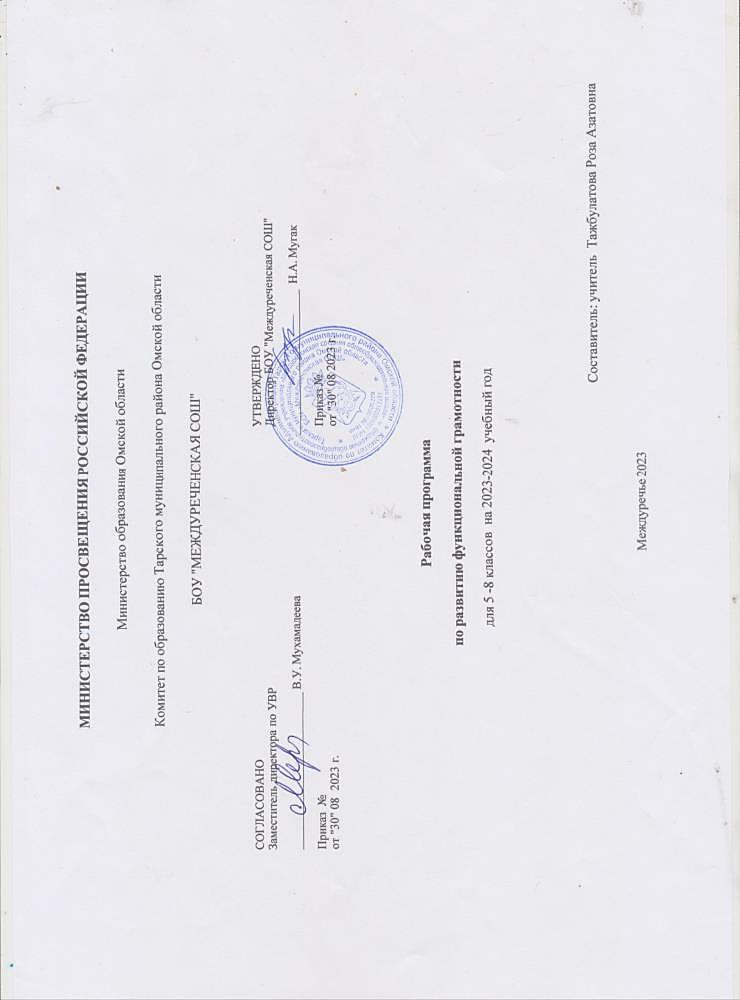 МИНИСТЕРСТВО ПРОСВЕЩЕНИЯ РОССИЙСКОЙ ФЕДЕРАЦИИ
Министерство образования Омской области
Комитет по образованию Тарского муниципального района Омской области
БОУ "МЕЖДУРЕЧЕНСКАЯ СОШ"
СОГЛАСОВАНО
Заместитель директора по УВР
В.У. Мухамадеева
Приказ №
от "30" 08 2023 г.
УТВЕРЖДЕНО
Директор БОУ "Междуреченская СОШ"
Н.А. Мугак
Приказ №
от "30" 08 2023 г
Рабочая программа
по развитию функциональной грамотности
для 5 -8 классов на 2023-2024 учебный год
Составитель: учитель Тажбулатова Роза Азатовна
Междуречье 2023